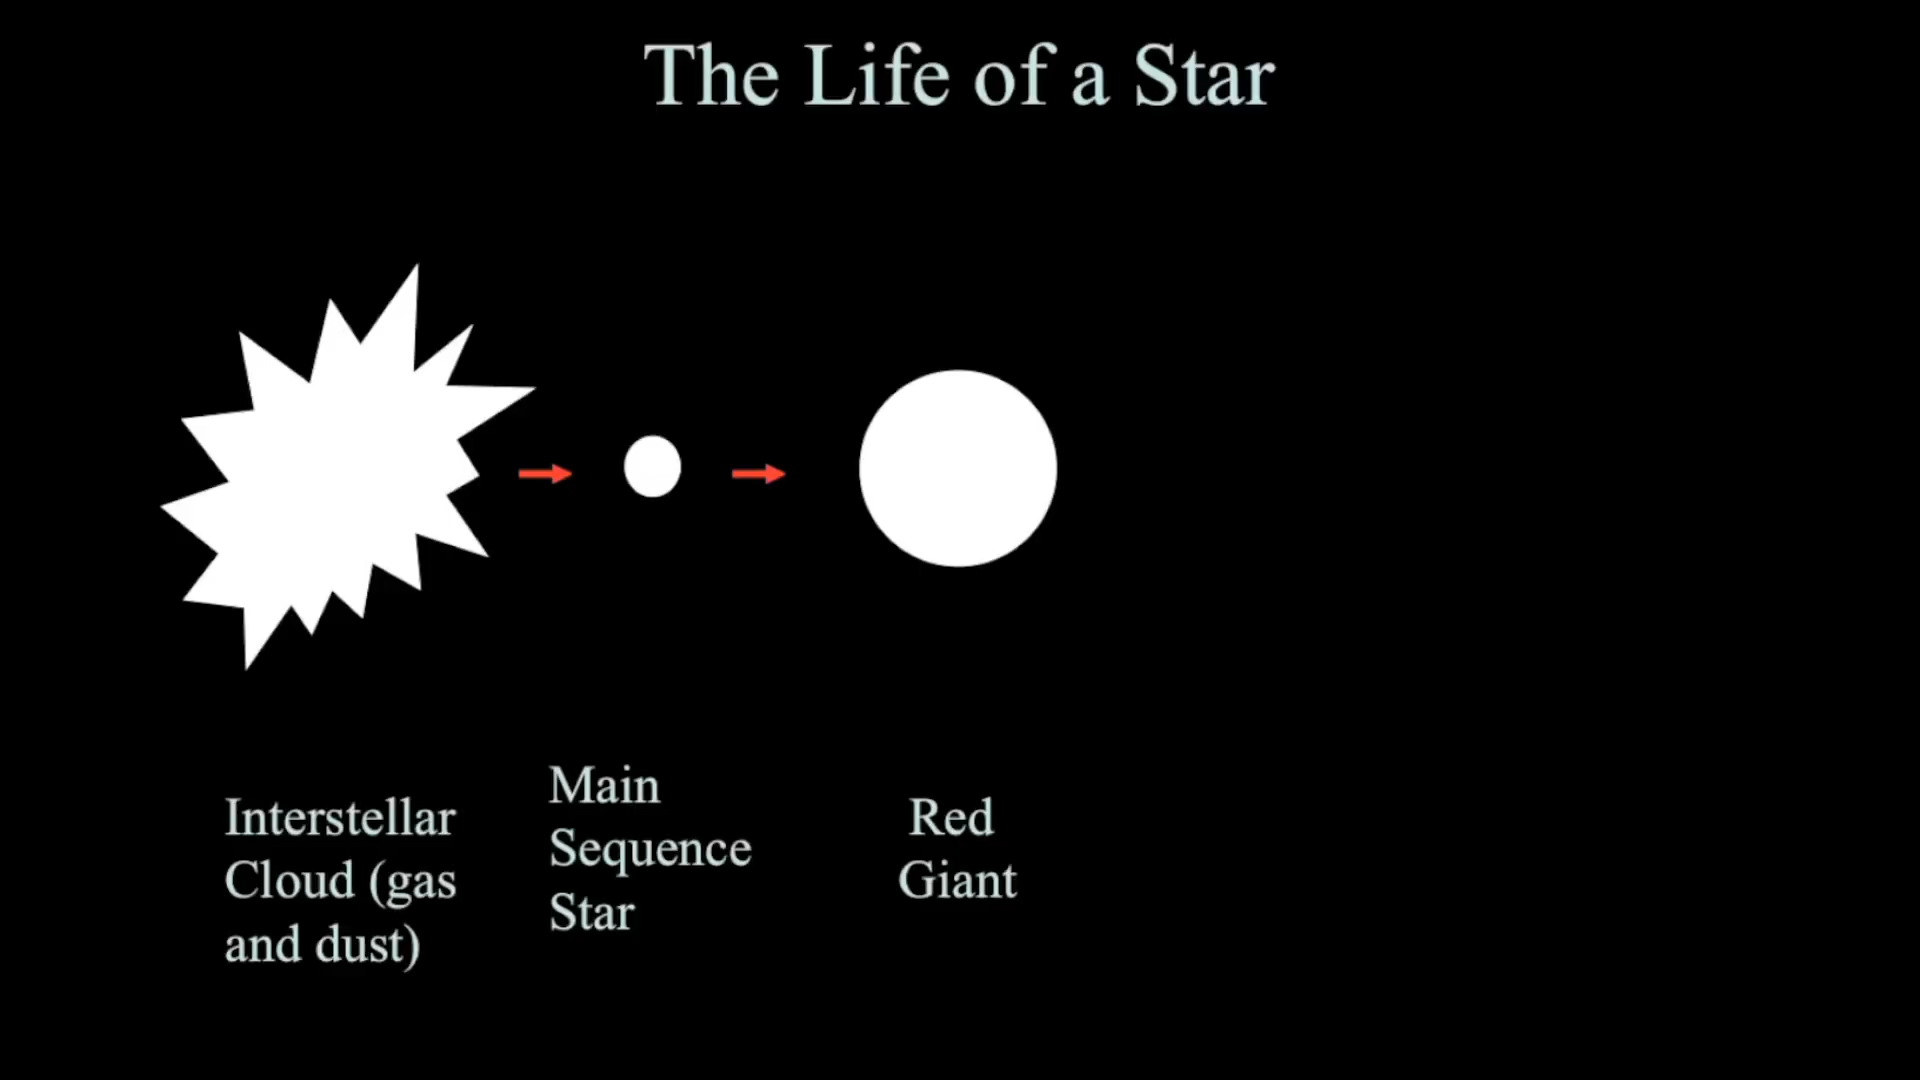 The Life of a Star
Interstellar
Cloud (gas
and dust)
Main
Sequence
Star
Red
Giant